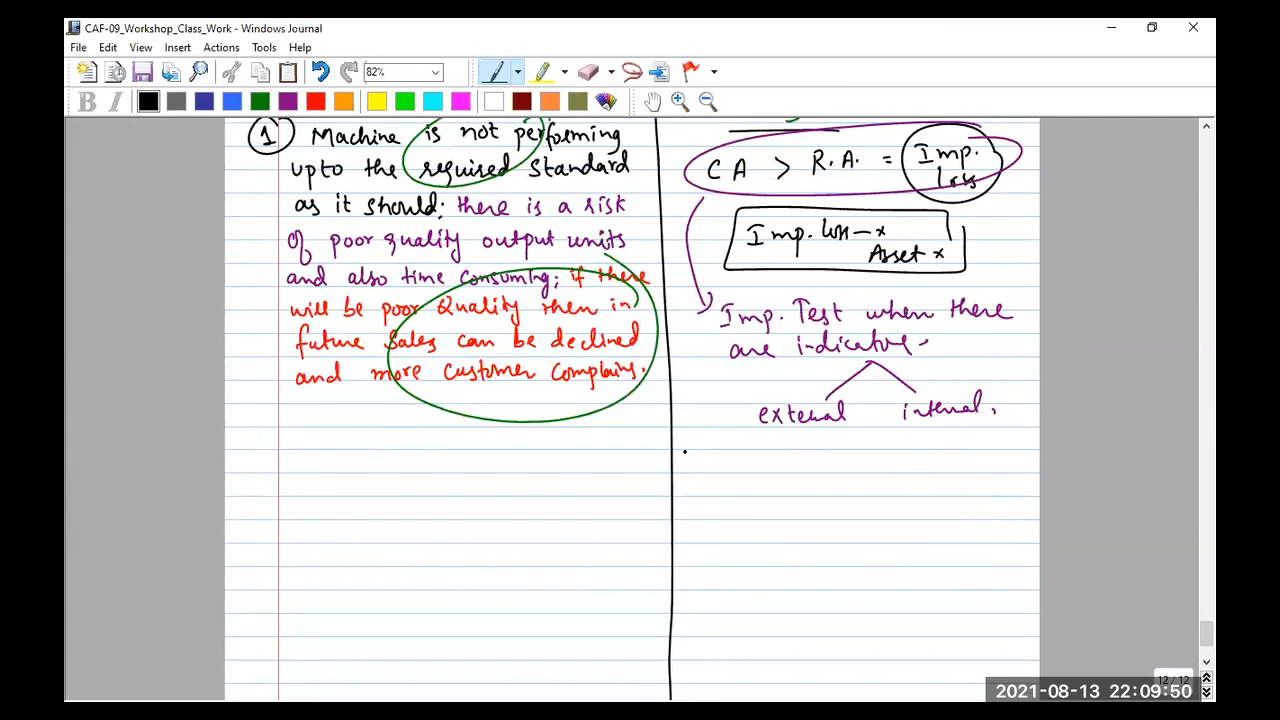 CAF-09_Workshop_Class_Work - Windows Journal
File Edit View Insert Actions Tools Help
82%
B I
1 Machine is not performing
upto the required standard
as it should; there is a risk
of poor quality output units
and also time consuming; if there
will be poor Quality then in
future Sales can be declined
and more Customer Complains.
CA > R.A. = Imp.
loss
Imp. loss — x
Asset x
Imp. Test when there
are indicators
external internal.
12 / 12
2021-08-13 22:09:50